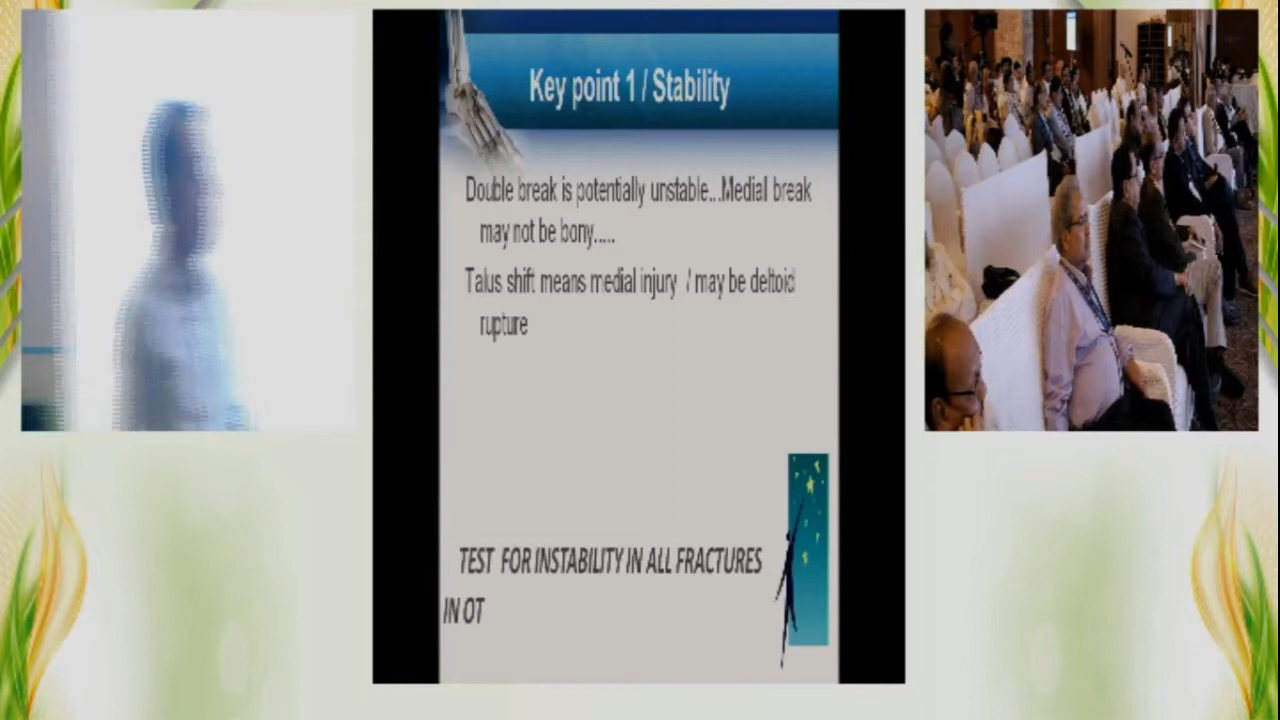 Key point 1 / Stability
Double break is potentially unstable...Medial break
may not be bony.....
Talus shift means medial injury / may be deltoid
rupture
TEST FOR INSTABILITY IN ALL FRACTURES
IN OT